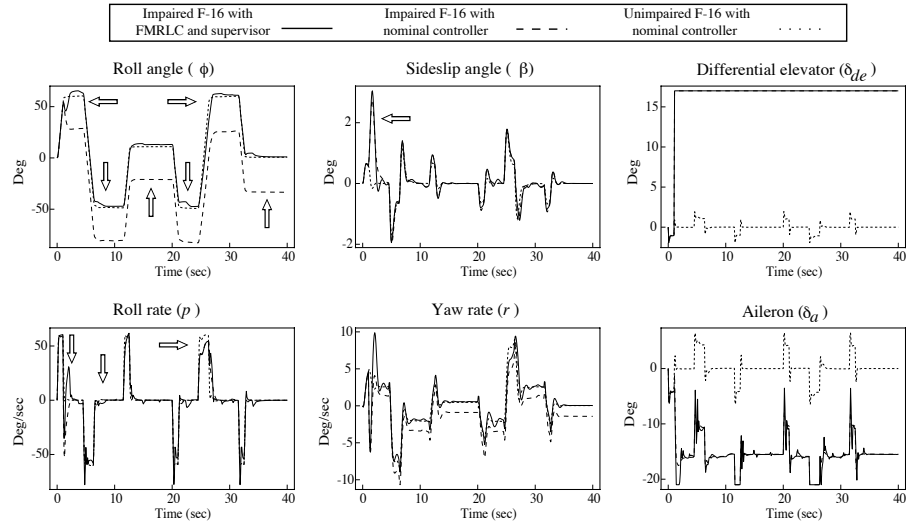 Impaired F-16 with Impaired F-16 with Unimpaired F-16 with
FMRLC and supervisor nominal controller nominal controller
Roll angle ( ϕ) Sideslip angle ( β) Differential elevator (δde)
Deg Deg Deg
50 0 -50
2 0 -2
15 10 5 0
0 10 20 30 40 0 10 20 30 40 0 10 20 30 40
Time (sec) Time (sec) Time (sec)
Roll rate (p) Yaw rate (r) Aileron (δa)
Deg/sec Deg/sec Deg
50 0 -50
10 5 0 -5 -10
0 -10 -20
0 10 20 30 40 0 10 20 30 40 0 10 20 30 40
Time (sec) Time (sec) Time (sec)